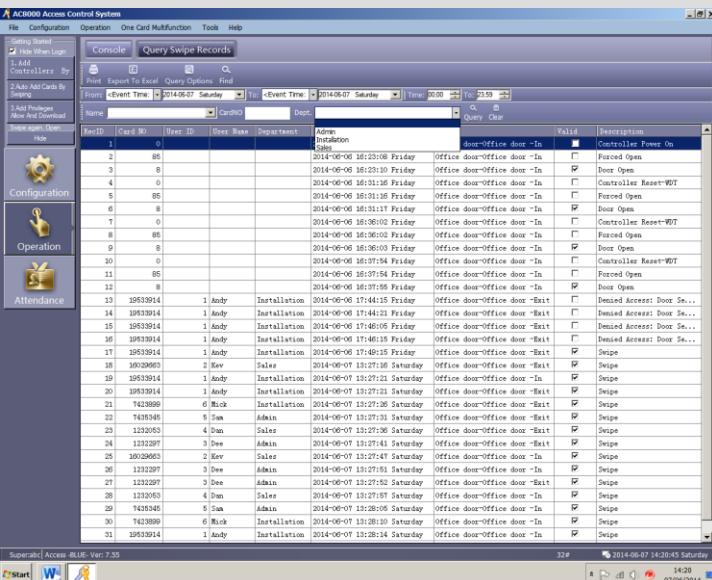 AC8000 Access Control System
File Configuration Operation One Card Multifunction Tools Help
Getting Started
Hide When Login
1.Add
Controllers By
2.Auto Add Cards By
Swiping
3.Add Privileges
Allow And Download
Swipe again, Open
Hide
Configuration
Operation
Attendance
Console Query Swipe Records
Print Export To Excel Query Options Find
From: <Event Time: 2014-06-07 Saturday To: <Event Time: 2014-06-07 Saturday Time: 00:00 To: 23:59
Name CardNO Dept. Query Clear
Admin
Installation
Sales
RecID Card NO User ID User Name Department Valid Description
1 0 door-Office door -In Controller Power On
2 85 2014-06-06 16:23:08 Friday Office door-Office door -In Forced Open
3 8 2014-06-06 16:23:10 Friday Office door-Office door -In Door Open
4 0 2014-06-06 16:31:16 Friday Office door-Office door -In Controller Reset-WDT
5 85 2014-06-06 16:31:16 Friday Office door-Office door -In Forced Open
6 8 2014-06-06 16:31:17 Friday Office door-Office door -In Door Open
7 0 2014-06-06 16:36:02 Friday Office door-Office door -In Controller Reset-WDT
8 85 2014-06-06 16:36:02 Friday Office door-Office door -In Forced Open
9 8 2014-06-06 16:36:03 Friday Office door-Office door -In Door Open
10 0 2014-06-06 16:37:54 Friday Office door-Office door -In Controller Reset-WDT
11 85 2014-06-06 16:37:54 Friday Office door-Office door -In Forced Open
12 8 2014-06-06 16:37:55 Friday Office door-Office door -In Door Open
13 19533914 1 Andy Installation 2014-06-06 17:44:15 Friday Office door-Office door -Exit Denied Access: Door Se...
14 19533914 1 Andy Installation 2014-06-06 17:44:21 Friday Office door-Office door -Exit Denied Access: Door Se...
15 19533914 1 Andy Installation 2014-06-06 17:46:05 Friday Office door-Office door -Exit Denied Access: Door Se...
16 19533914 1 Andy Installation 2014-06-06 17:46:15 Friday Office door-Office door -Exit Denied Access: Door Se...
17 19533914 1 Andy Installation 2014-06-06 17:49:15 Friday Office door-Office door -Exit Swipe
18 16029663 2 Kev Sales 2014-06-07 13:27:16 Saturday Office door-Office door -Exit Swipe
19 19533914 1 Andy Installation 2014-06-07 13:27:21 Saturday Office door-Office door -In Swipe
20 19533914 1 Andy Installation 2014-06-07 13:27:21 Saturday Office door-Office door -Exit Swipe
21 7423899 6 Mick Installation 2014-06-07 13:27:26 Saturday Office door-Office door -Exit Swipe
22 7435345 5 Sam Admin 2014-06-07 13:27:31 Saturday Office door-Office door -Exit Swipe
23 1232053 4 Dan Sales 2014-06-07 13:27:36 Saturday Office door-Office door -Exit Swipe
24 1232297 3 Dee Admin 2014-06-07 13:27:41 Saturday Office door-Office door -Exit Swipe
25 16029663 2 Kev Sales 2014-06-07 13:27:47 Saturday Office door-Office door -In Swipe
26 1232297 3 Dee Admin 2014-06-07 13:27:51 Saturday Office door-Office door -In Swipe
27 1232297 3 Dee Admin 2014-06-07 13:27:52 Saturday Office door-Office door -Exit Swipe
28 1232053 4 Dan Sales 2014-06-07 13:27:57 Saturday Office door-Office door -In Swipe
29 7435345 5 Sam Admin 2014-06-07 13:28:05 Saturday Office door-Office door -In Swipe
30 7423899 6 Mick Installation 2014-06-07 13:28:10 Saturday Office door-Office door -In Swipe
31 19533914 1 Andy Installation 2014-06-07 13:28:14 Saturday Office door-Office door -In Swipe
Super:abc Access -BLUE- Ver: 7.55 32# 2014-06-07 14:20:45 Saturday
Start 14:20
07/06/2014